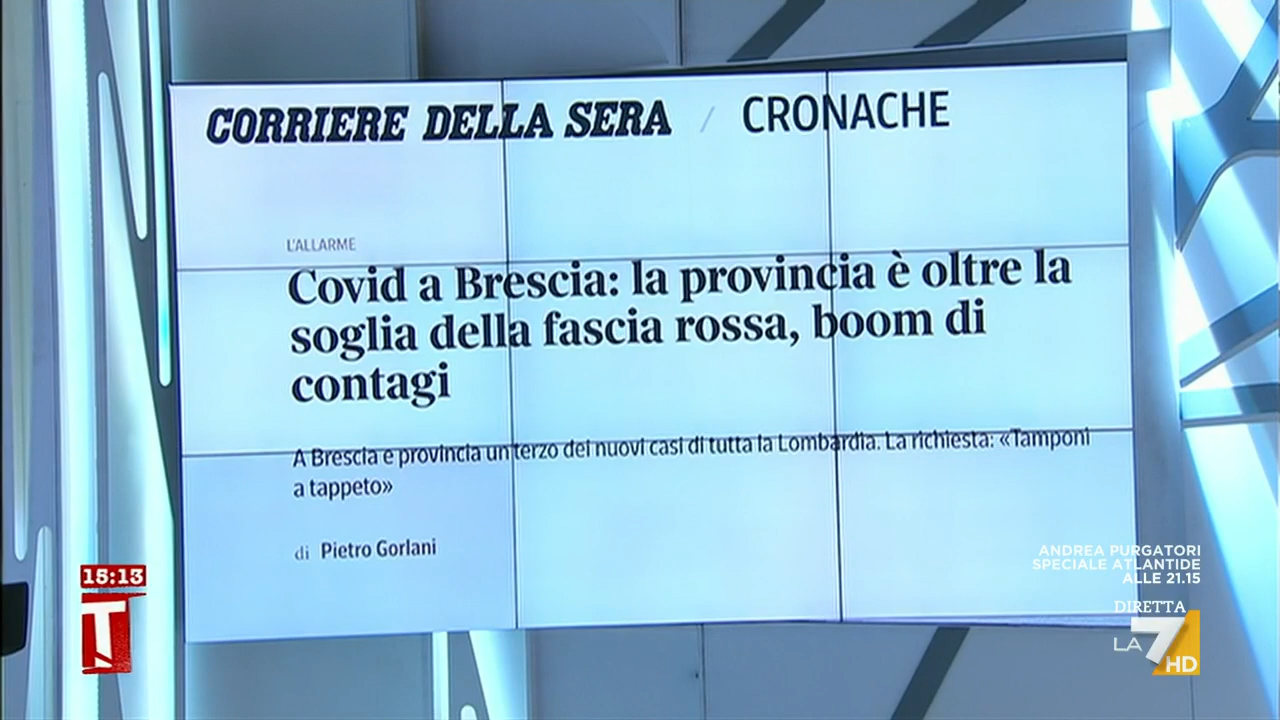 CORRIERE DELLA SERA / CRONACHE
L'ALLARME
Covid a Brescia: la provincia è oltre la
soglia della fascia rossa, boom di
contagi
A Brescia e provincia un terzo dei nuovi casi di tutta la Lombardia. La richiesta: «Tamponi
a tappeto»
di Pietro Gorlani
15:13
T
ANDREA PURGATORI
SPECIALE ATLANTIDE
ALLE 21.15
DIRETTA
LA 7 HD